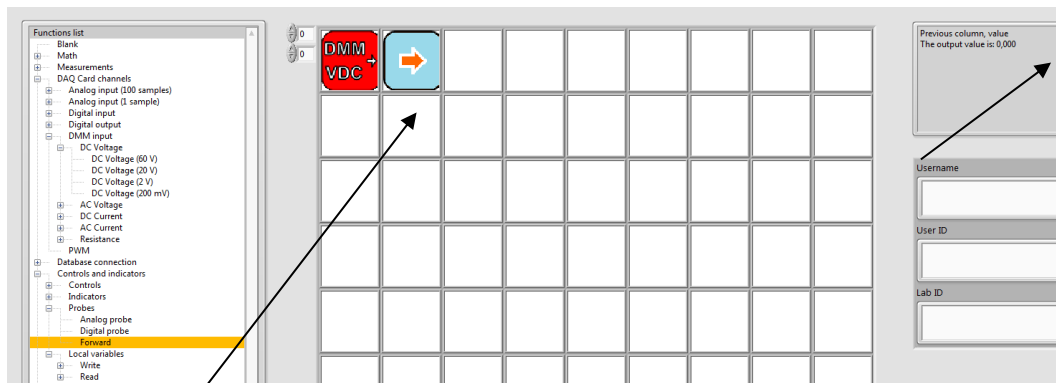 Functions list
Blank
Math
Measurements
DAQ Card channels
Analog input (100 samples)
Analog input (1 sample)
Digital input
Digital output
DMM input
DC Voltage
DC Voltage (60 V)
DC Voltage (20 V)
DC Voltage (2 V)
DC Voltage (200 mV)
AC Voltage
DC Current
AC Current
Resistance
PWM
Database connection
Controls and indicators
Controls
Indicators
Probes
Analog probe
Digital probe
Forward
Local variables
Write
Read
0
0
DMM
VDC
Previous column, value
The output value is: 0,000
Username
User ID
Lab ID